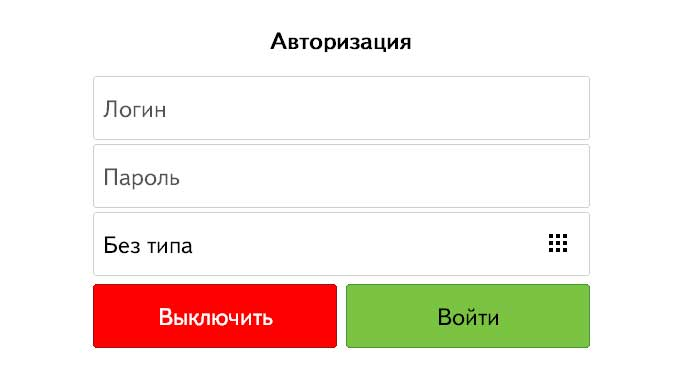 Авторизация
Логин
Пароль
Без типа
Выключить Войти